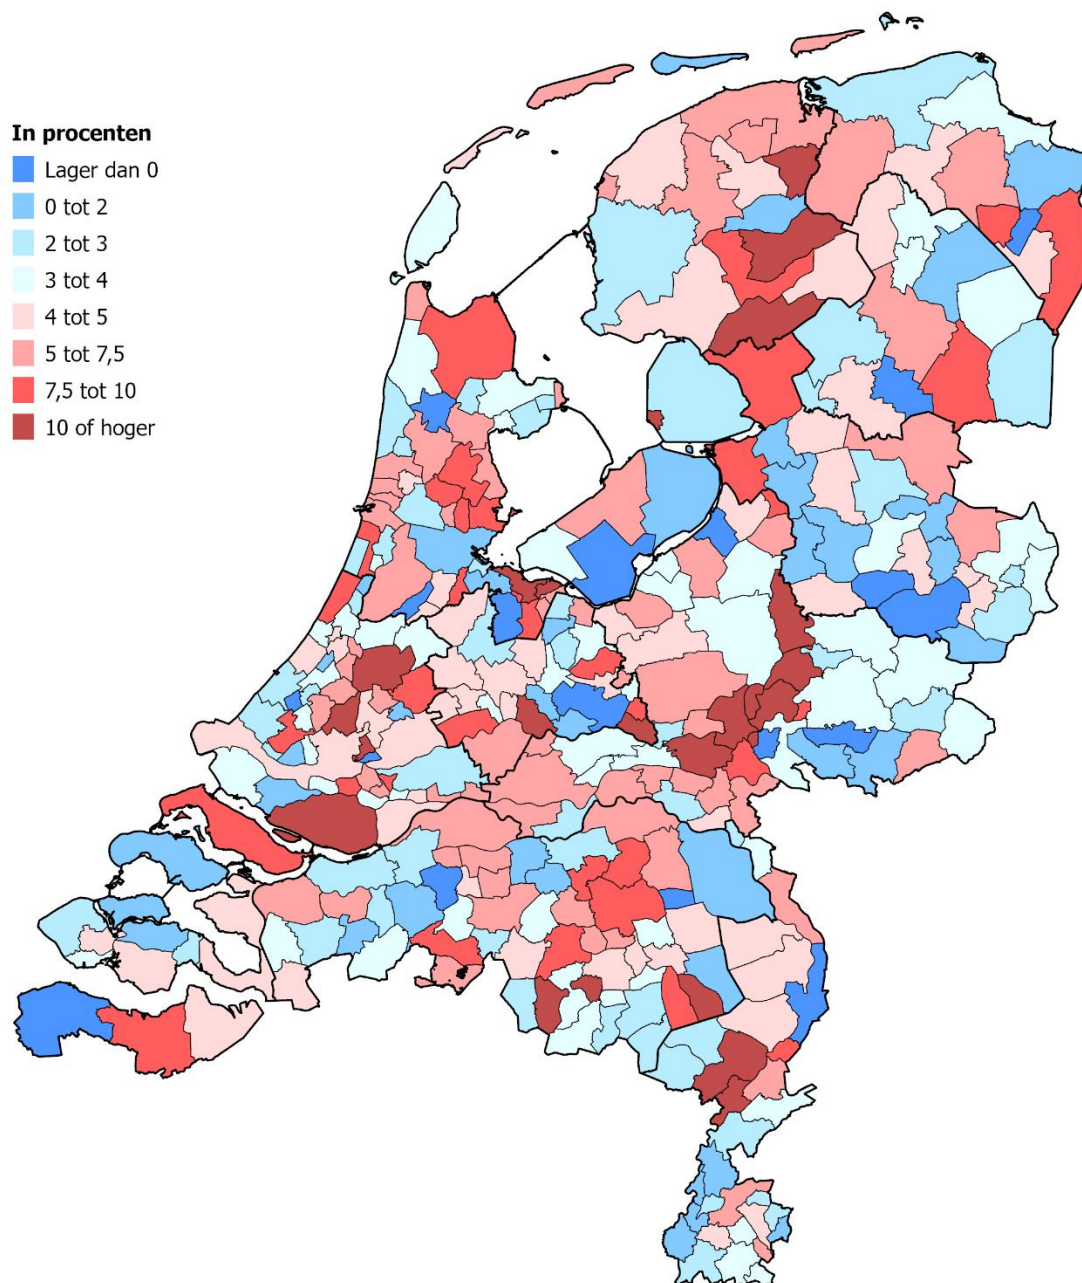 In procenten
Lager dan 0
0 tot 2
2 tot 3
3 tot 4
4 tot 5
5 tot 7,5
7,5 tot 10
10 of hoger